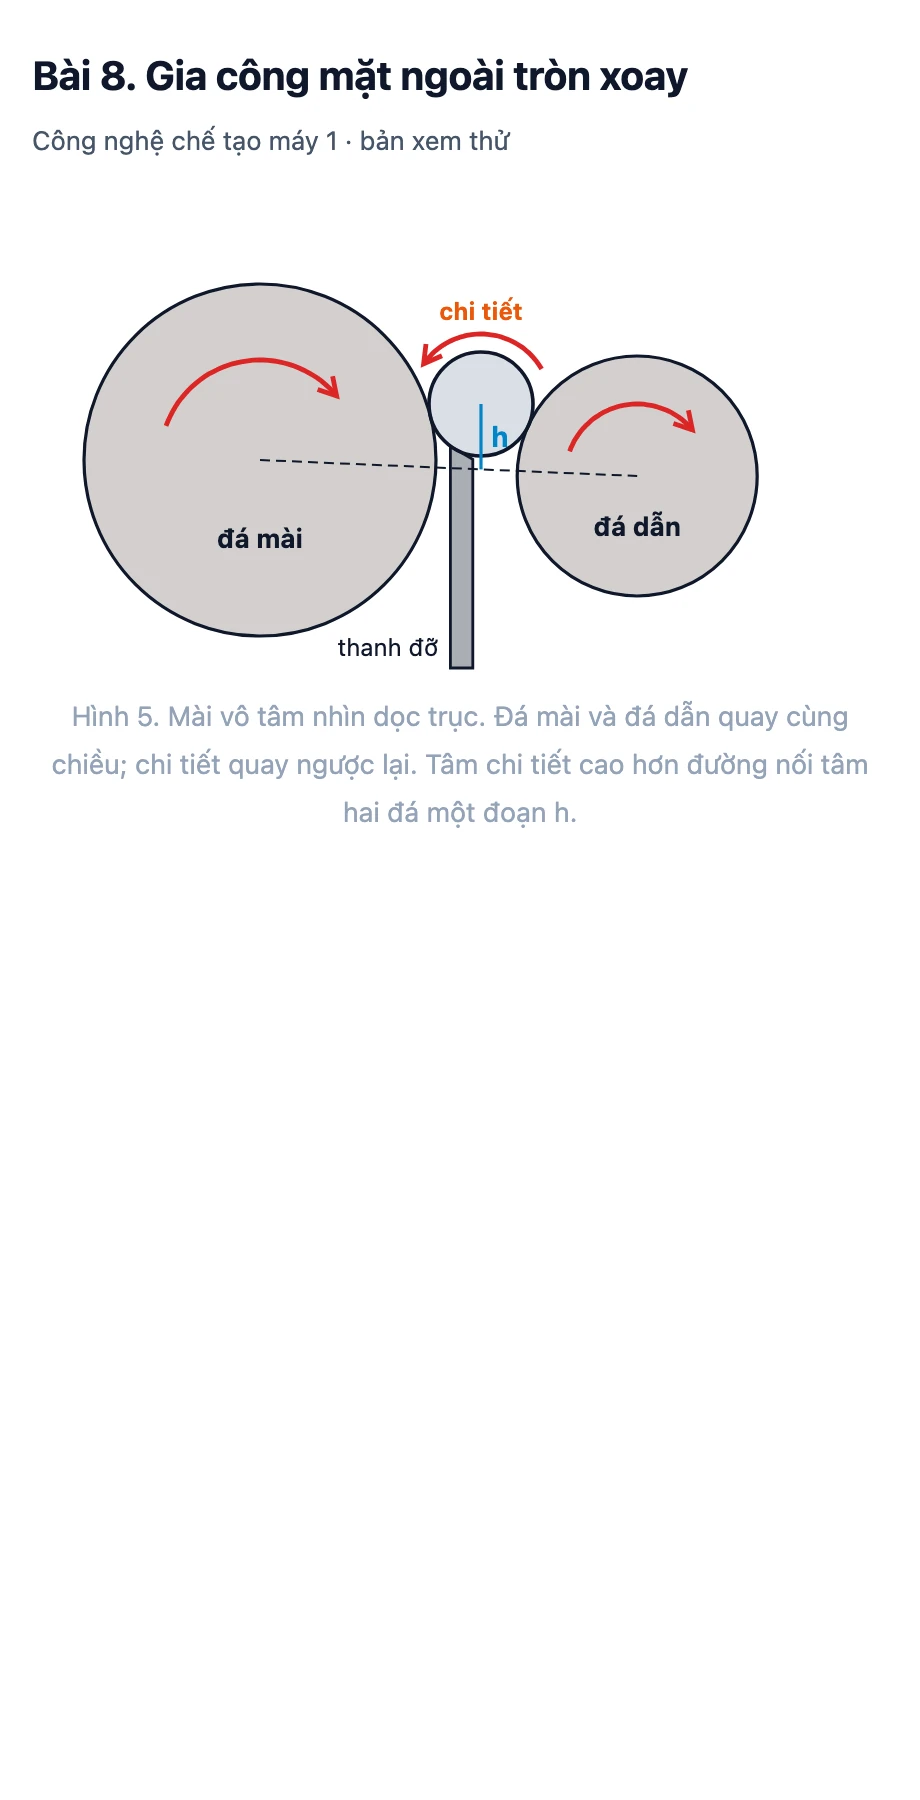 Bài 8. Gia công mặt ngoài tròn xoay
Công nghệ chế tạo máy 1 · bản xem thử
chi tiết
h
đá mài
đá dẫn
thanh đỡ
Hình 5. Mài vô tâm nhìn dọc trục. Đá mài và đá dẫn quay cùng
chiều; chi tiết quay ngược lại. Tâm chi tiết cao hơn đường nối tâm
hai đá một đoạn h.